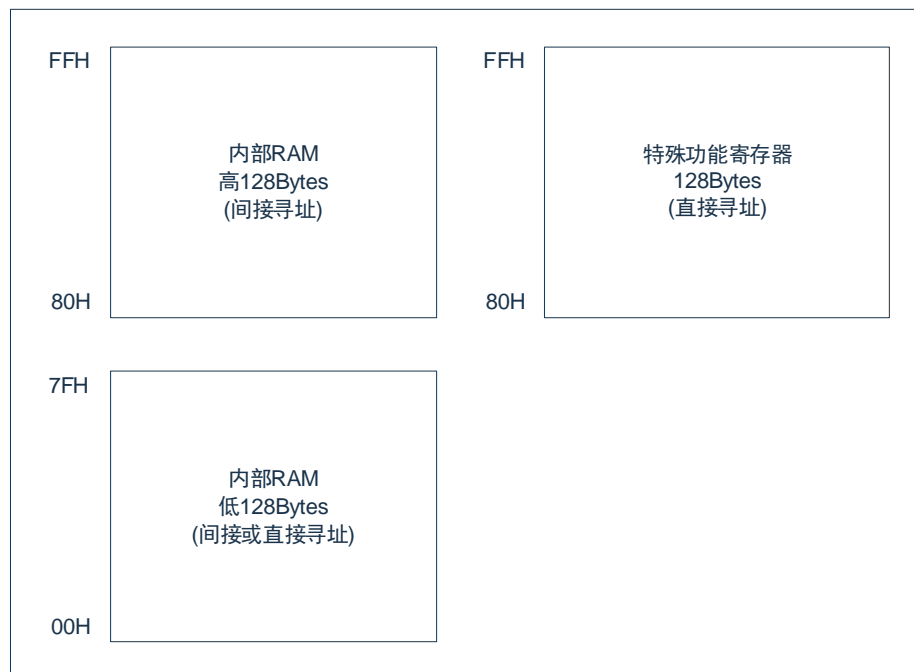 FFH
内部RAM
高128Bytes
(间接寻址)
80H
FFH
特殊功能寄存器
128Bytes
(直接寻址)
80H
7FH
内部RAM
低128Bytes
(间接或直接寻址)
00H